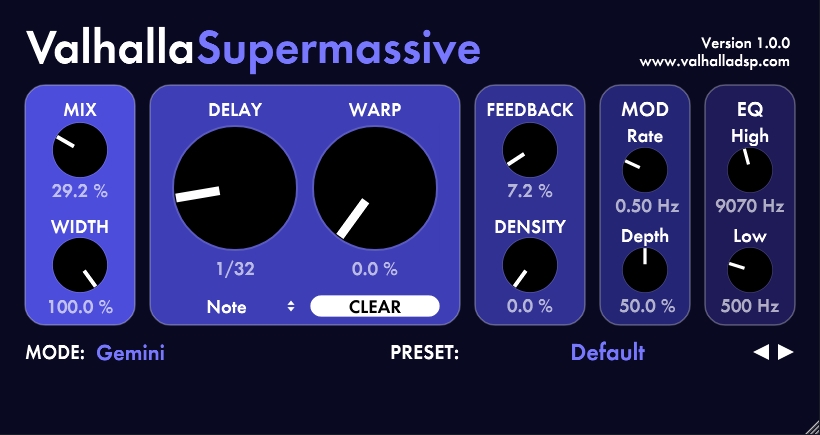 ValhallaSupermassive
Version 1.0.0
www.valhalladsp.com
MIX
29.2 %
WIDTH
100.0 %
DELAY
1/32
Note
WARP
0.0 %
CLEAR
FEEDBACK
7.2 %
DENSITY
0.0 %
MOD
Rate
0.50 Hz
Depth
50.0 %
EQ
High
9070 Hz
Low
500 Hz
MODE: Gemini
PRESET: Default